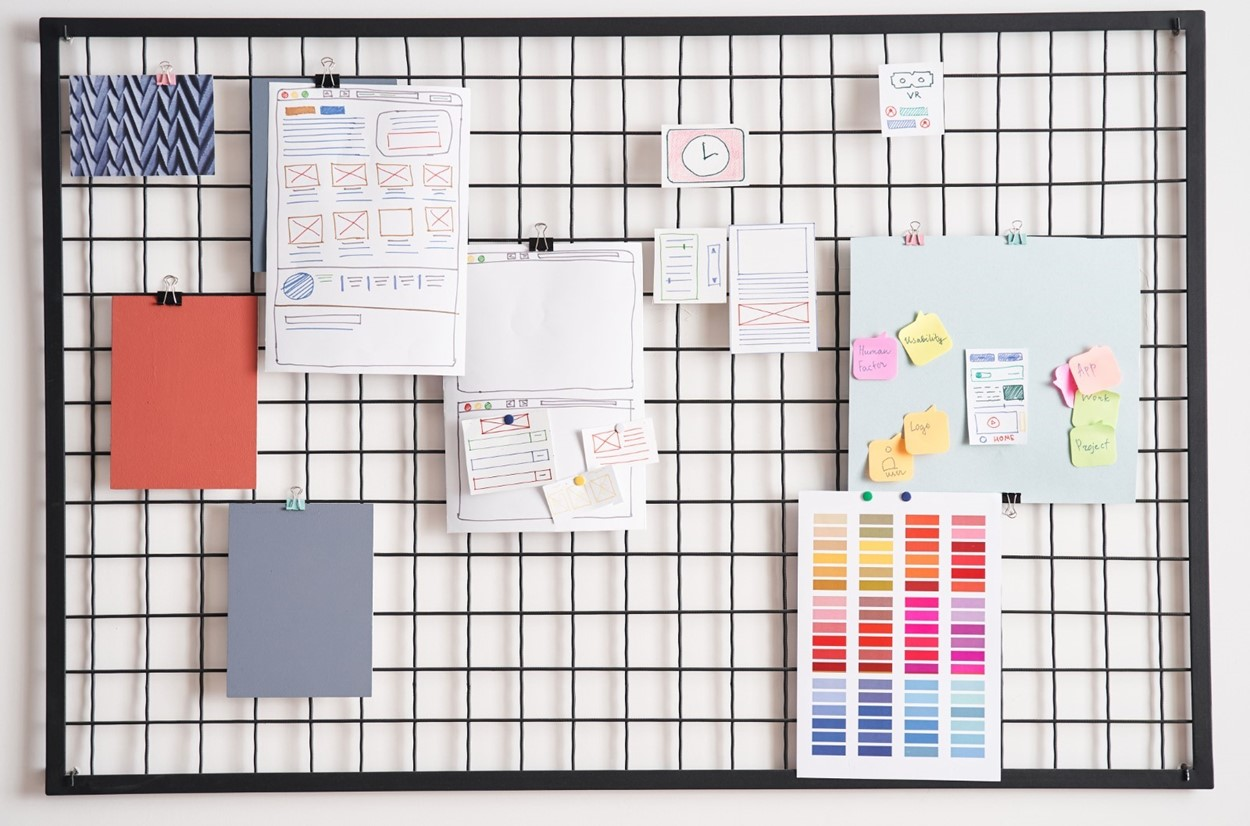 VR
Human
Factor
Usability
App
Work
Project
Logo
HOME